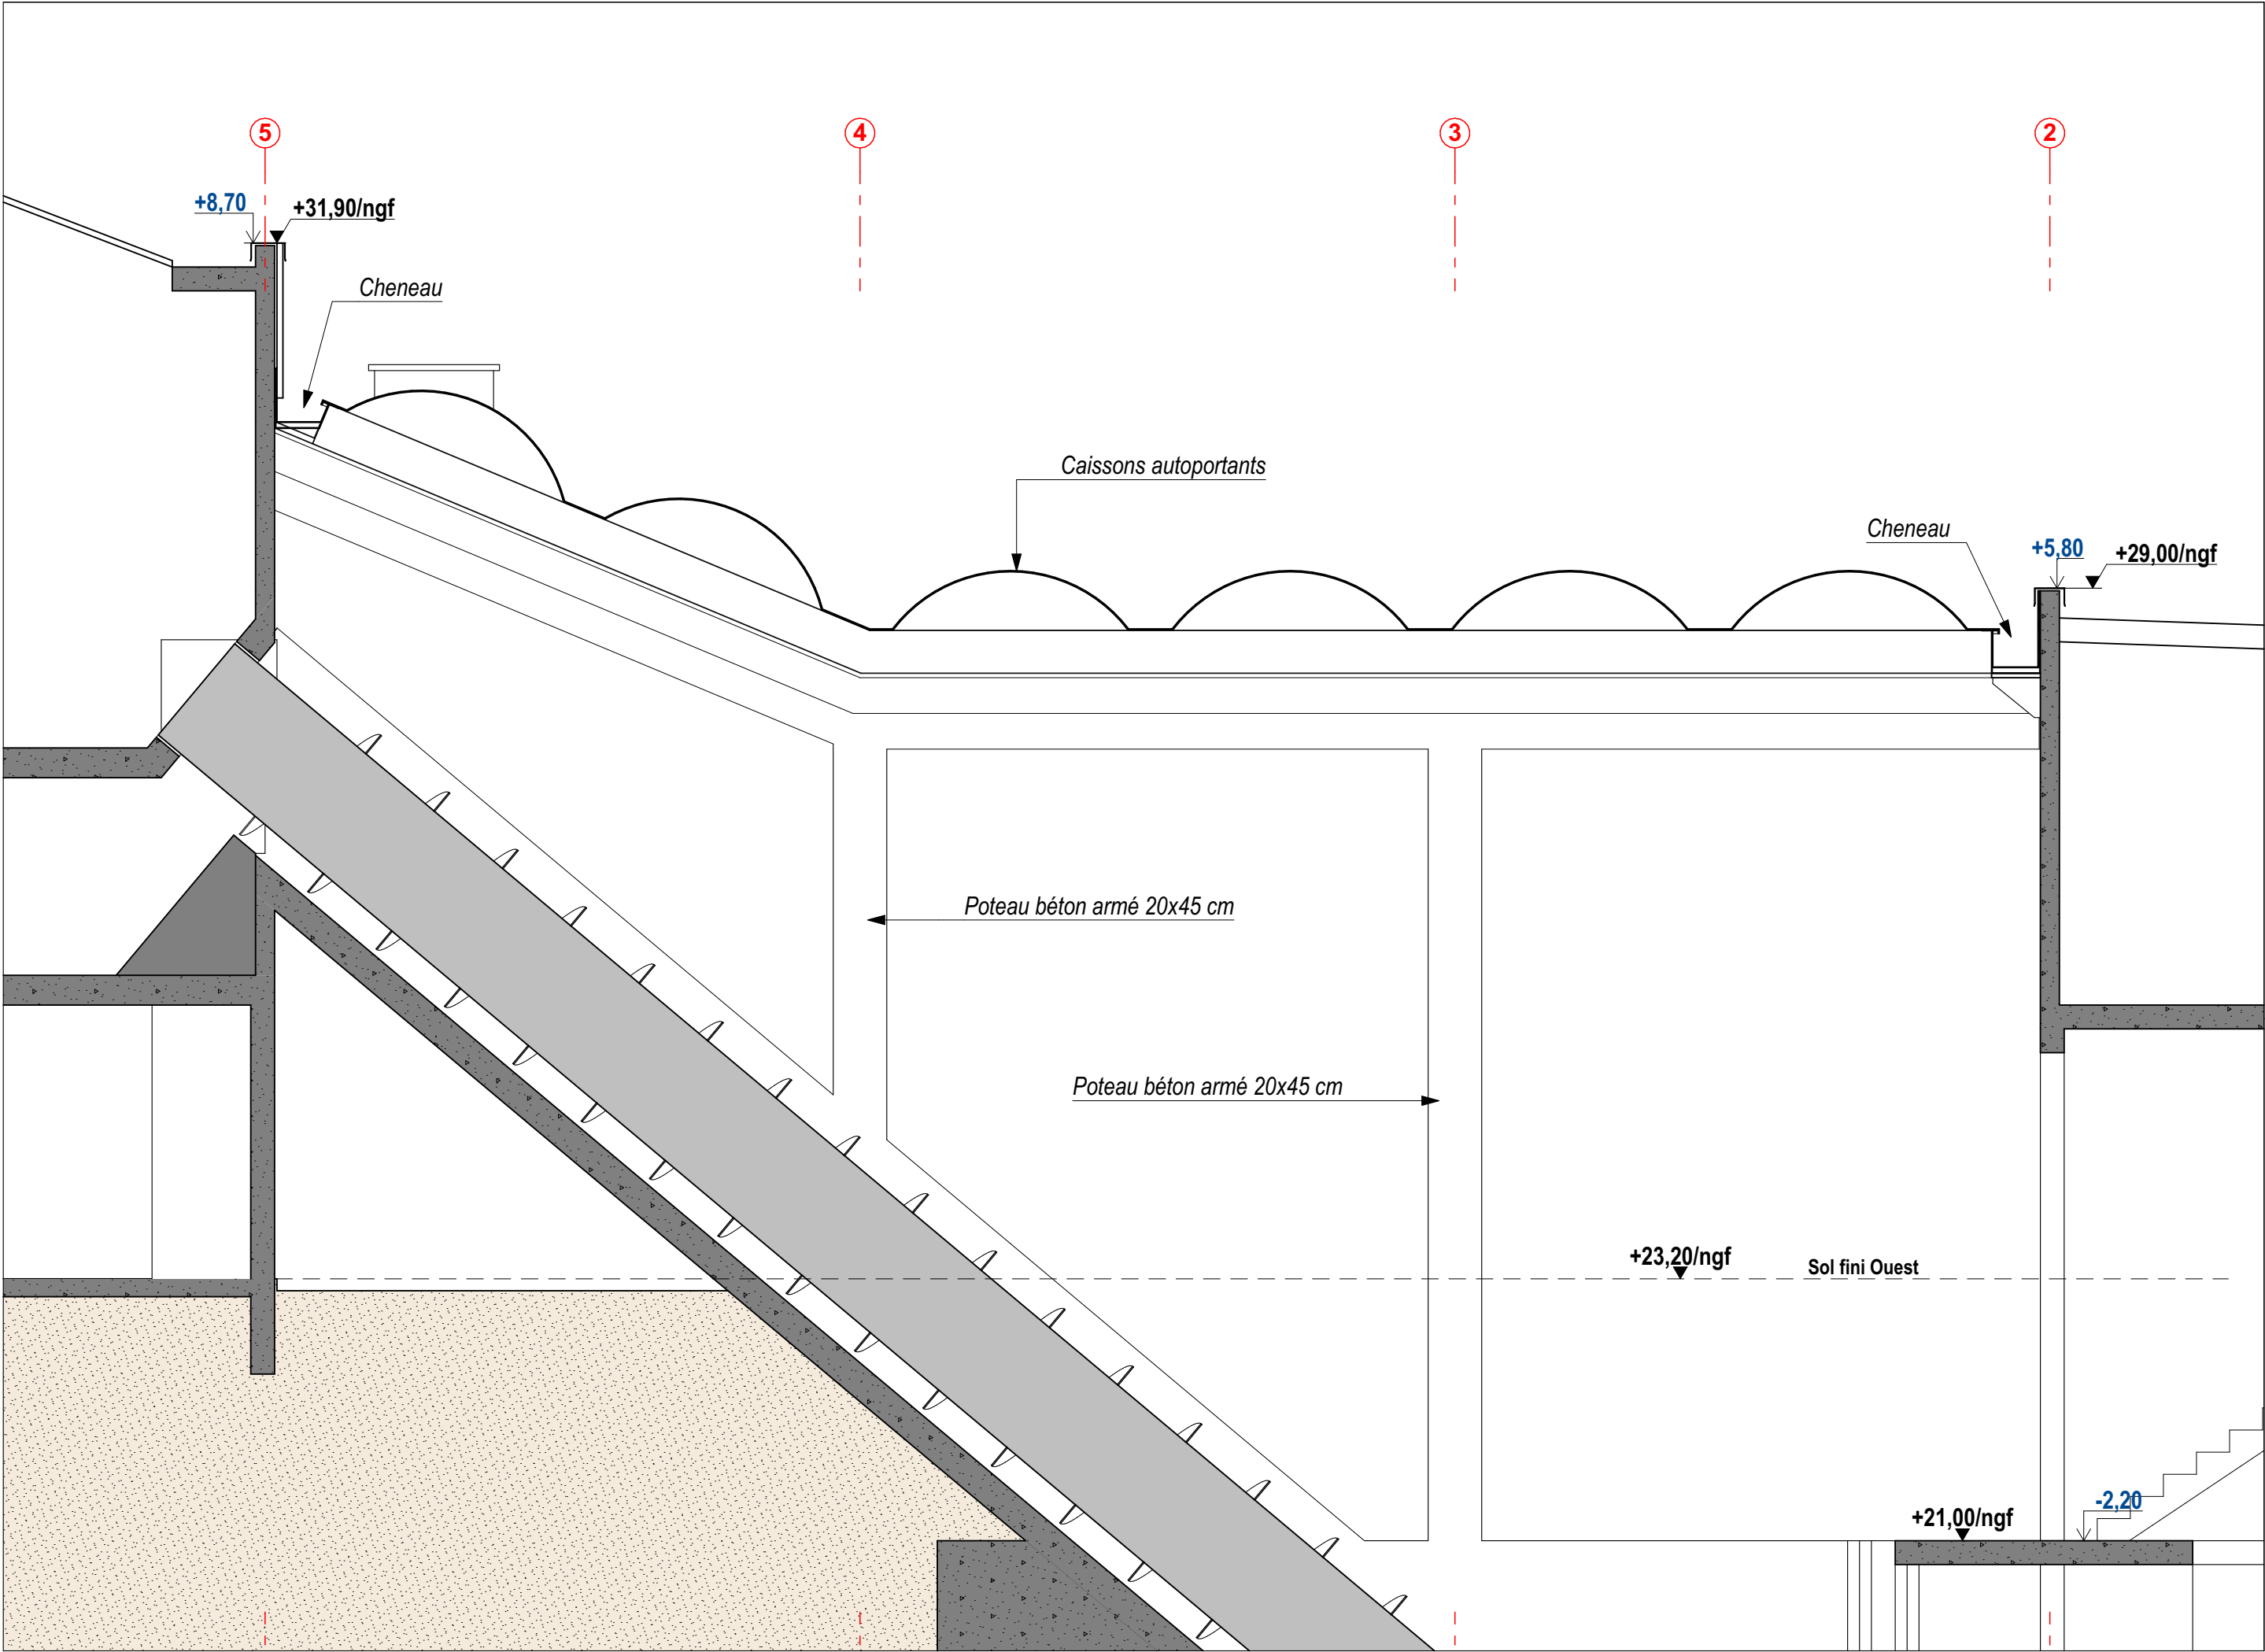 5
4
3
2
+8,70
+31,90/ngf
Cheneau
Caissons autoportants
Cheneau
+5,80
+29,00/ngf
Poteau béton armé 20x45 cm
Poteau béton armé 20x45 cm
+23,20/ngf
Sol fini Ouest
-2,20
+21,00/ngf